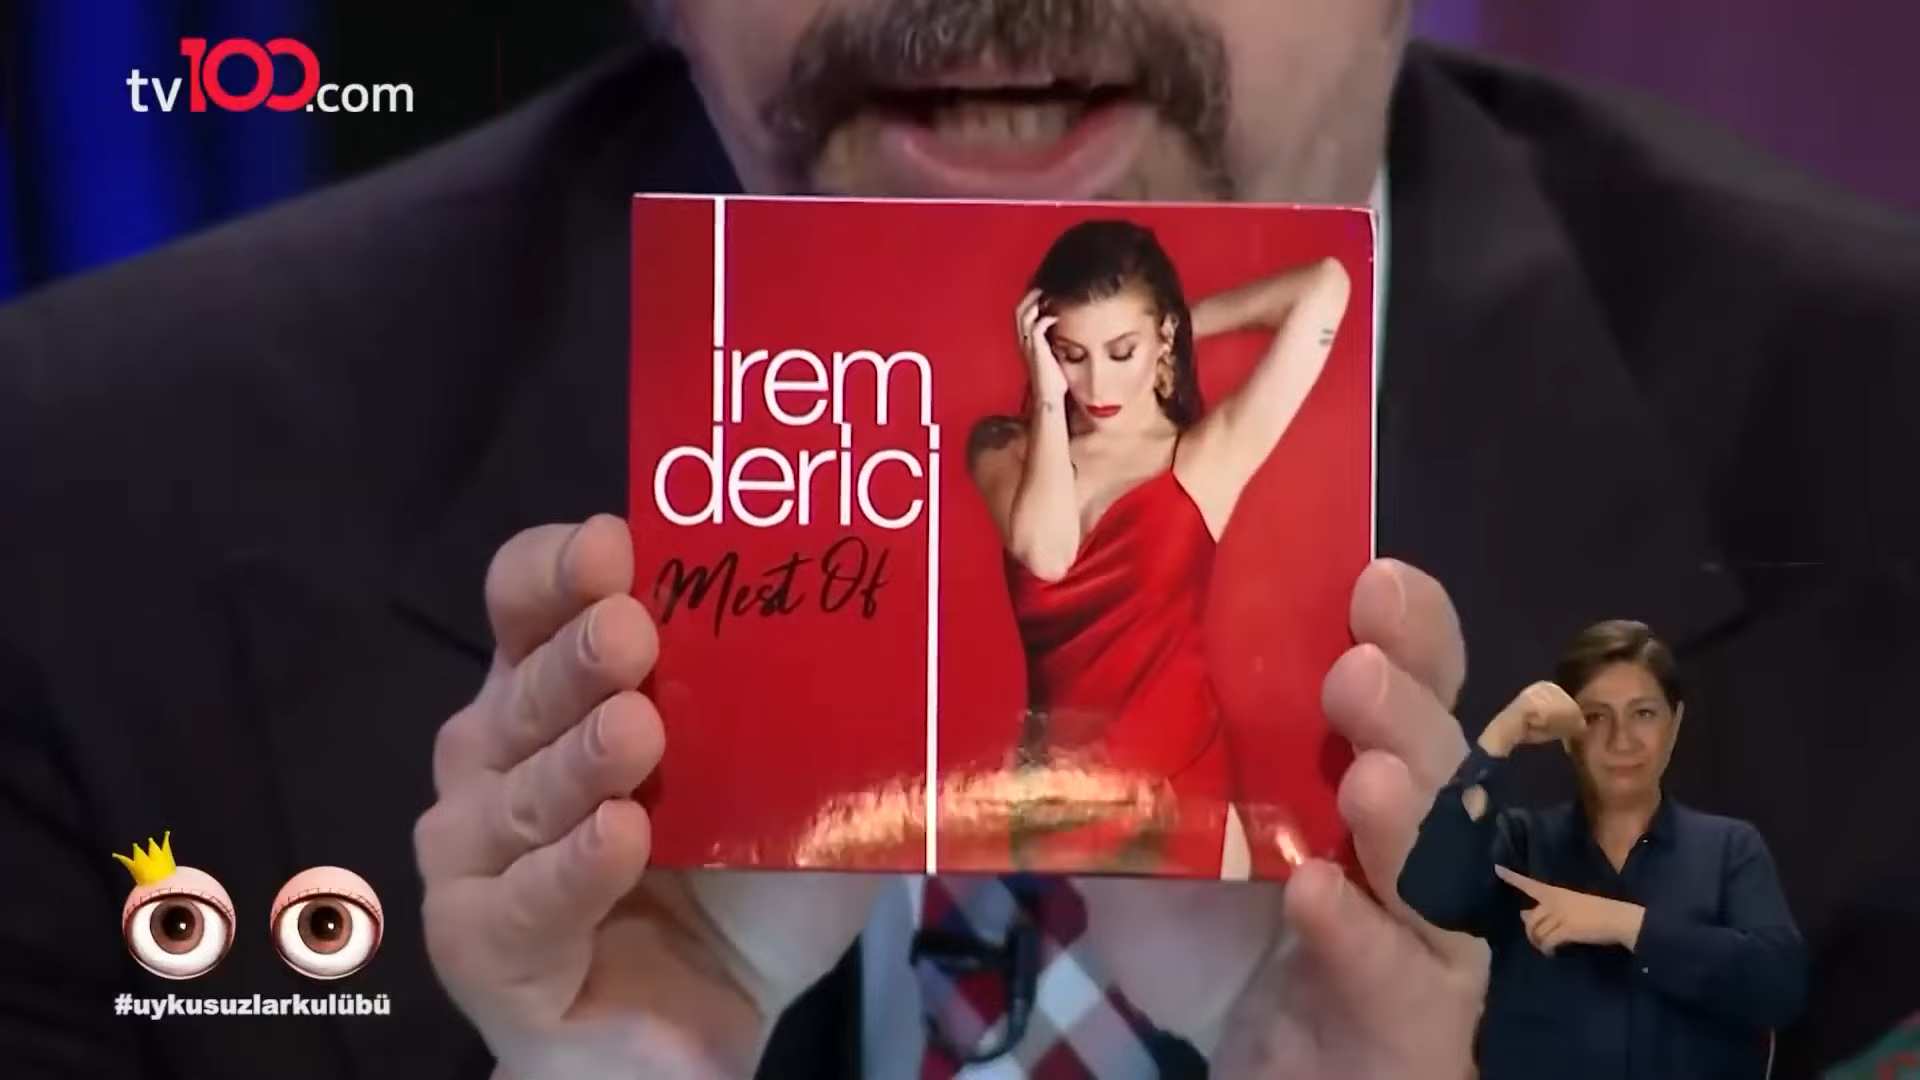 tv100.com
irem
derici
Mest Of
#uykusuzlarkulübü